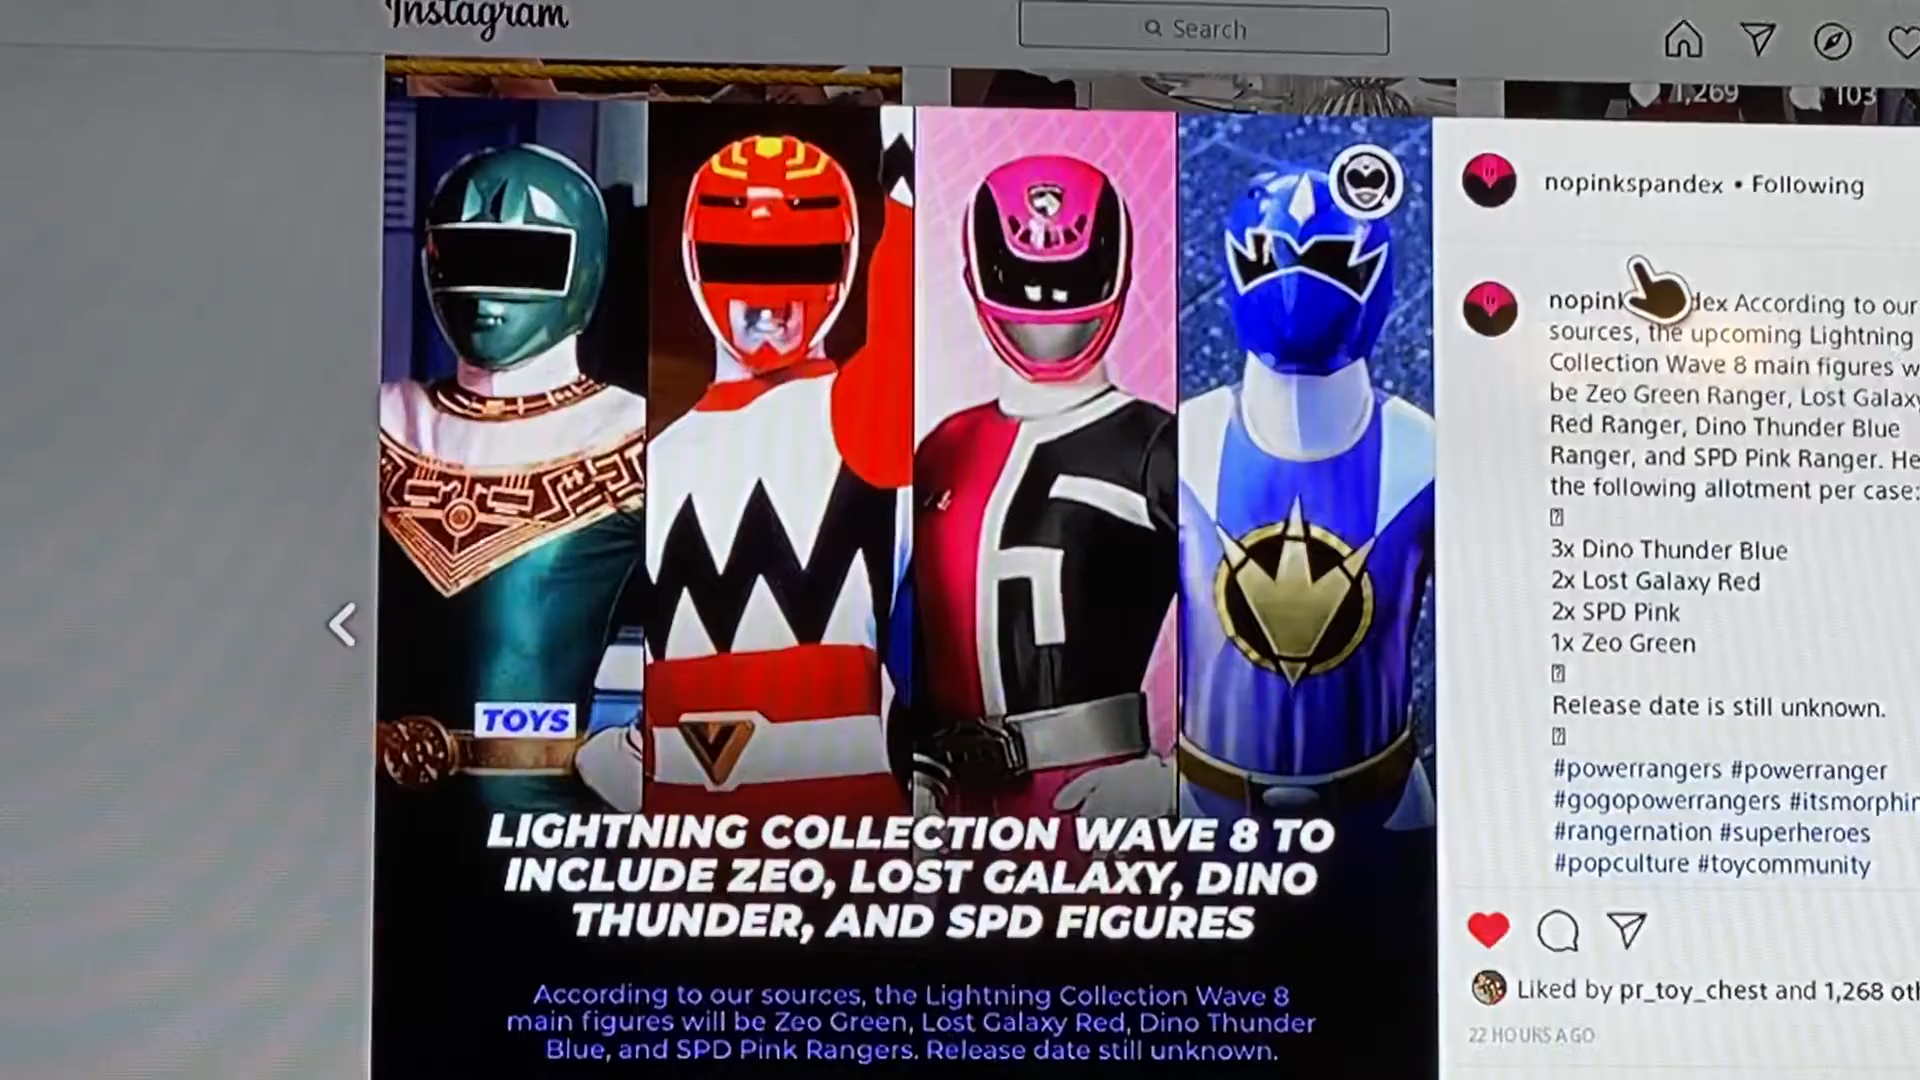 Instagram
Search
1,269
103
nopinkspandex • Following
According to our
sources, the upcoming Lightning
Collection Wave 8 main figures
be Zeo Green Ranger, Lost Galaxy
Red Ranger, Dino Thunder Blue
Ranger, and SPD Pink Ranger.
the following allotment per case:
3x Dino Thunder Blue
2x Lost Galaxy Red
2x SPD Pink
1x Zeo Green
Release date is still unknown.
#powerrangers #powerranger
#gogopowerrangers #itsmorphin
#rangernation #superheroes
#popculture #toycommunity
Liked by pr_toy_chest and 1,268
22 HOURS AGO
TOYS
LIGHTNING COLLECTION WAVE 8 TO
INCLUDE ZEO, LOST GALAXY, DINO
THUNDER, AND SPD FIGURES
According to our sources, the Lightning Collection Wave 8
main figures will be Zeo Green, Lost Galaxy Red, Dino Thunder
Blue, and SPD Pink Rangers. Release date still unknown.